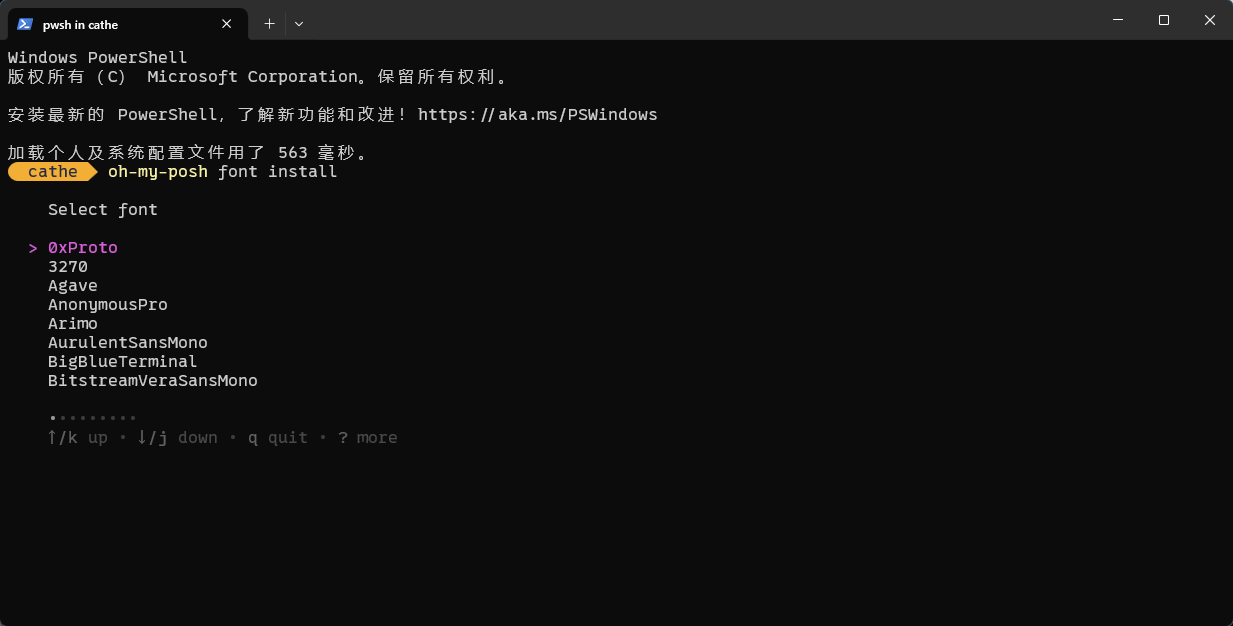 pwsh in cathe
Windows PowerShell
版权所有 (C)  Microsoft Corporation。保留所有权利。
安装最新的 PowerShell，了解新功能和改进！https://aka.ms/PSWindows
加载个人及系统配置文件用了 563 毫秒。
cathe oh-my-posh font install
Select font
> 0xProto
3270
Agave
AnonymousPro
Arimo
AurulentSansMono
BigBlueTerminal
BitstreamVeraSansMono
•••••••••
↑/k up • ↓/j down • q quit • ? more